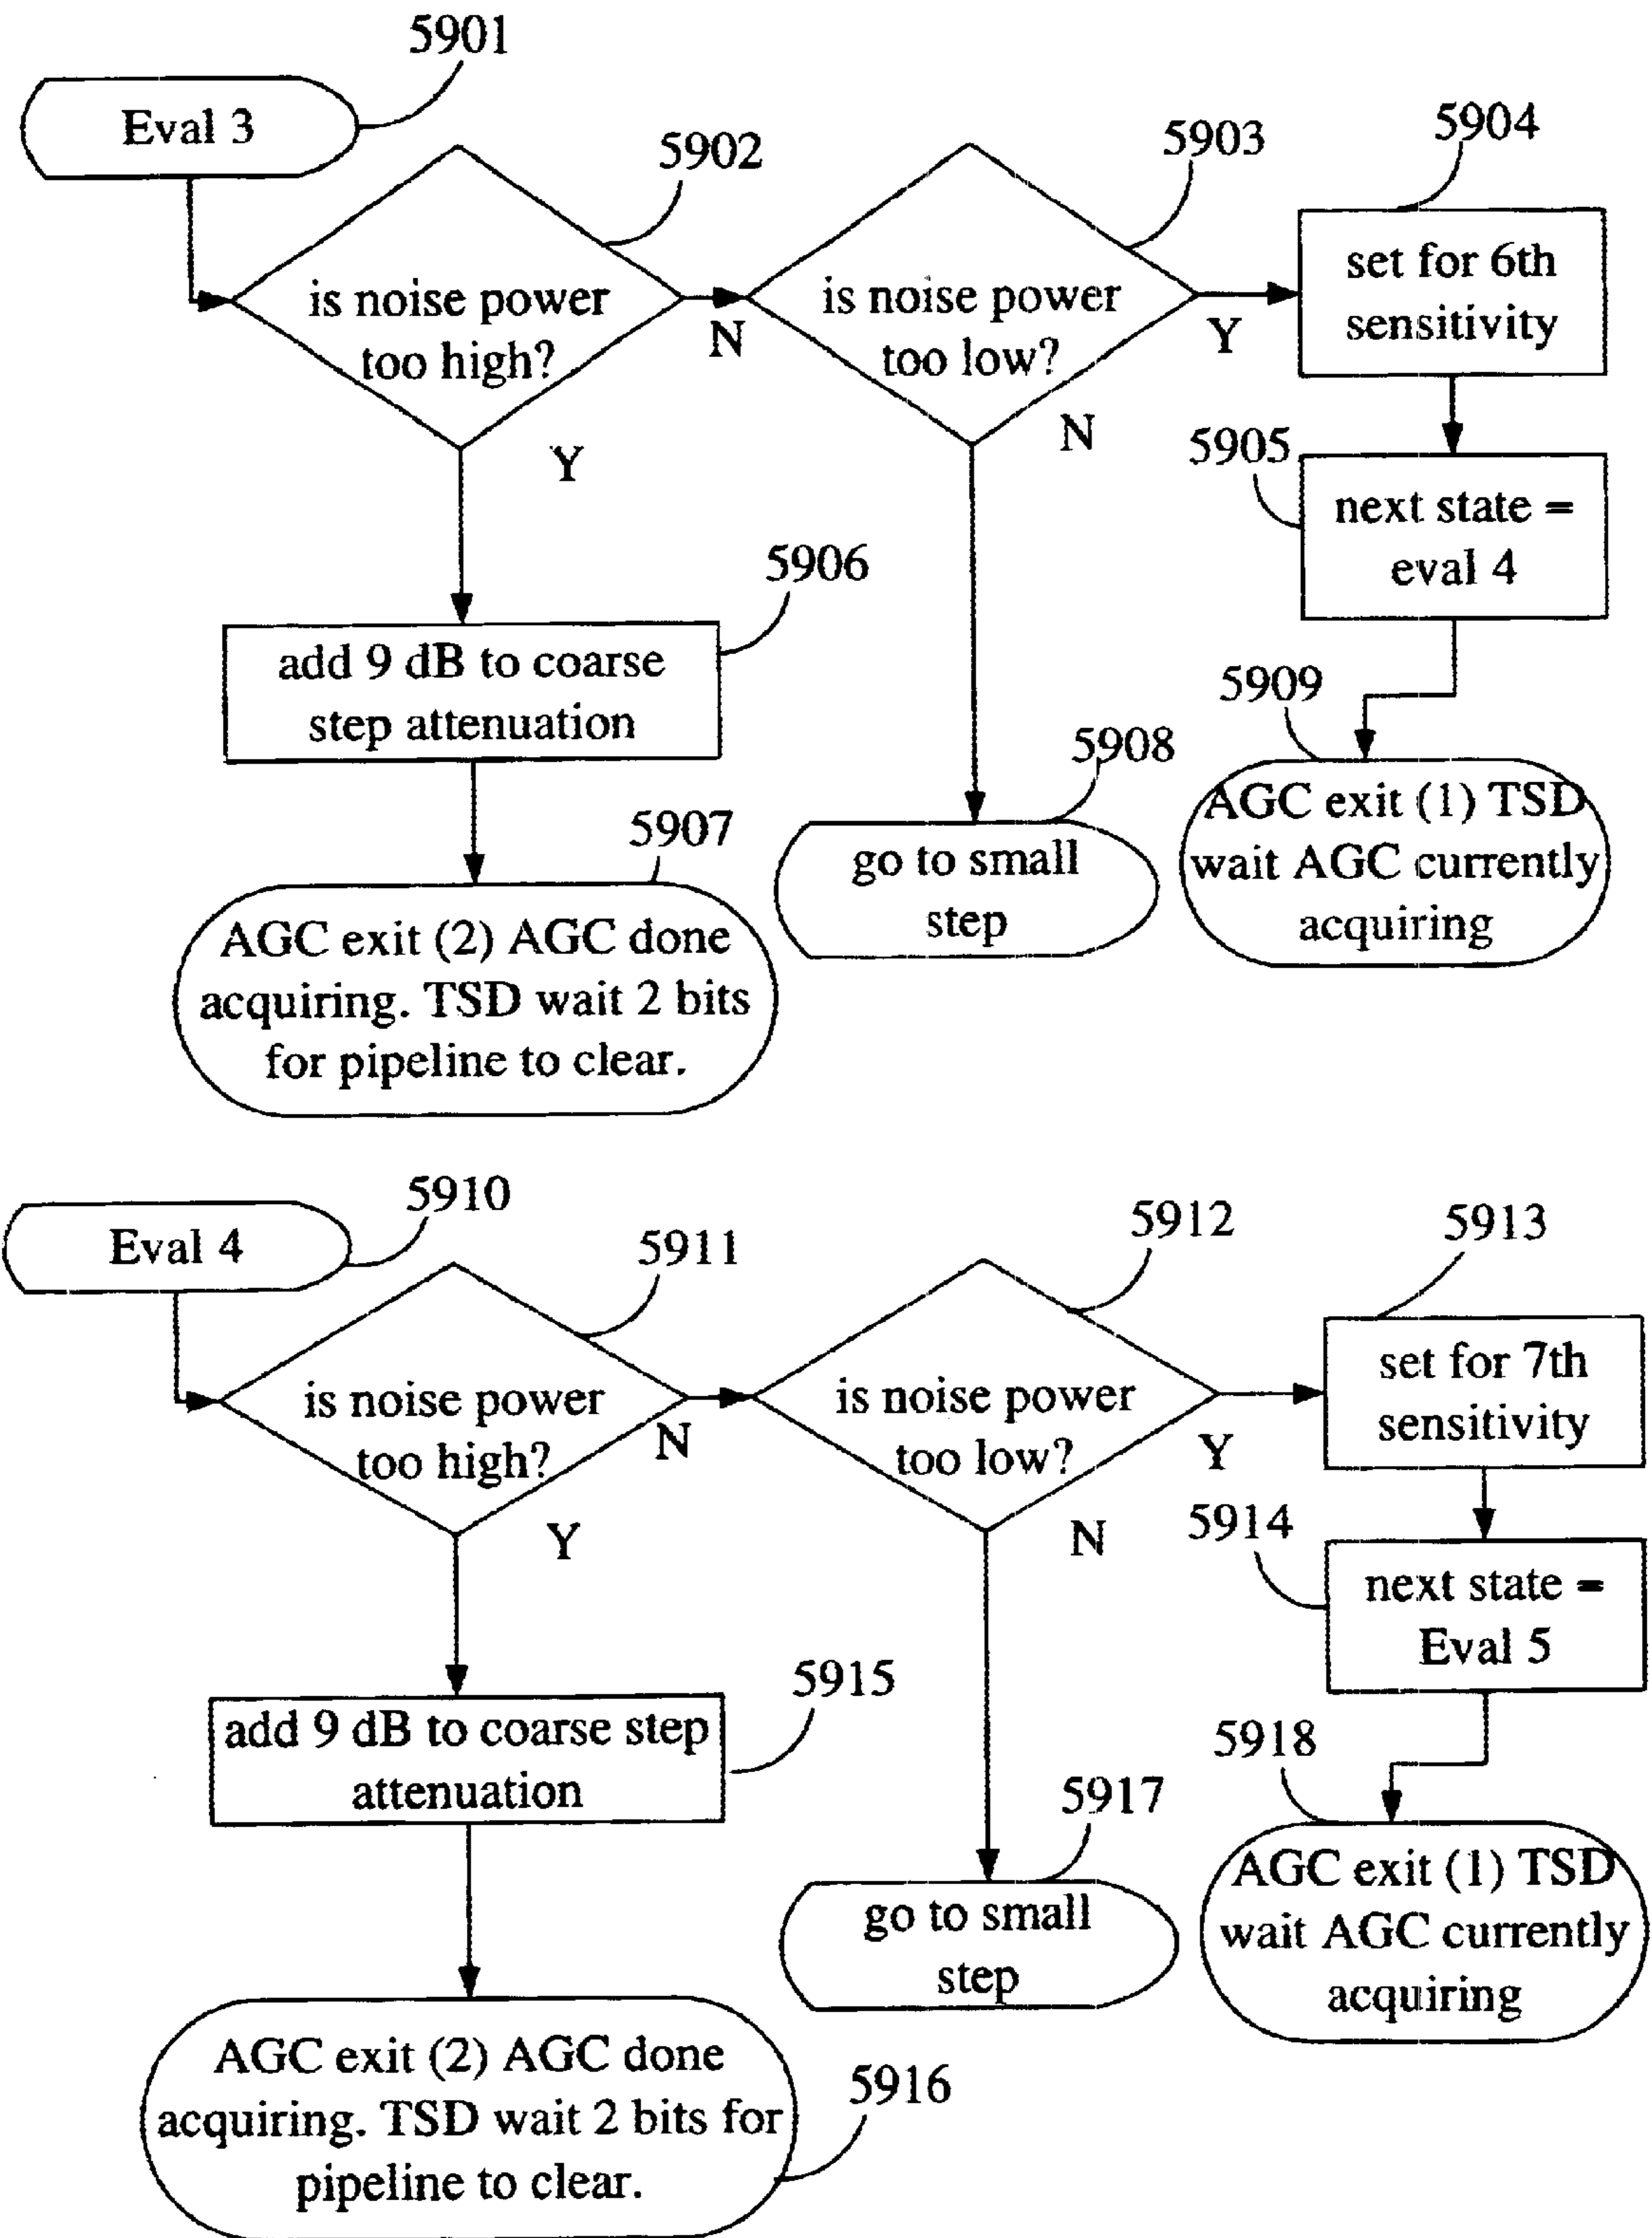 5901
Eval 3
5902
5903
5904
is noise power
too high?
N
Y
is noise power
too low?
Y
N
set for 6th
sensitivity
5905
next state =
eval 4
5906
add 9 dB to coarse
step attenuation
5909
AGC exit (1) TSD
wait AGC currently
acquiring
5908
go to small
step
5907
AGC exit (2) AGC done
acquiring. TSD wait 2 bits
for pipeline to clear.
5910
Eval 4
5911
5912
5913
is noise power
too high?
N
Y
is noise power
too low?
Y
N
set for 7th
sensitivity
5914
next state =
Eval 5
5915
add 9 dB to coarse step
attenuation
5918
AGC exit (1) TSD
wait AGC currently
acquiring
5917
go to small
step
AGC exit (2) AGC done
acquiring. TSD wait 2 bits for
pipeline to clear.
5916